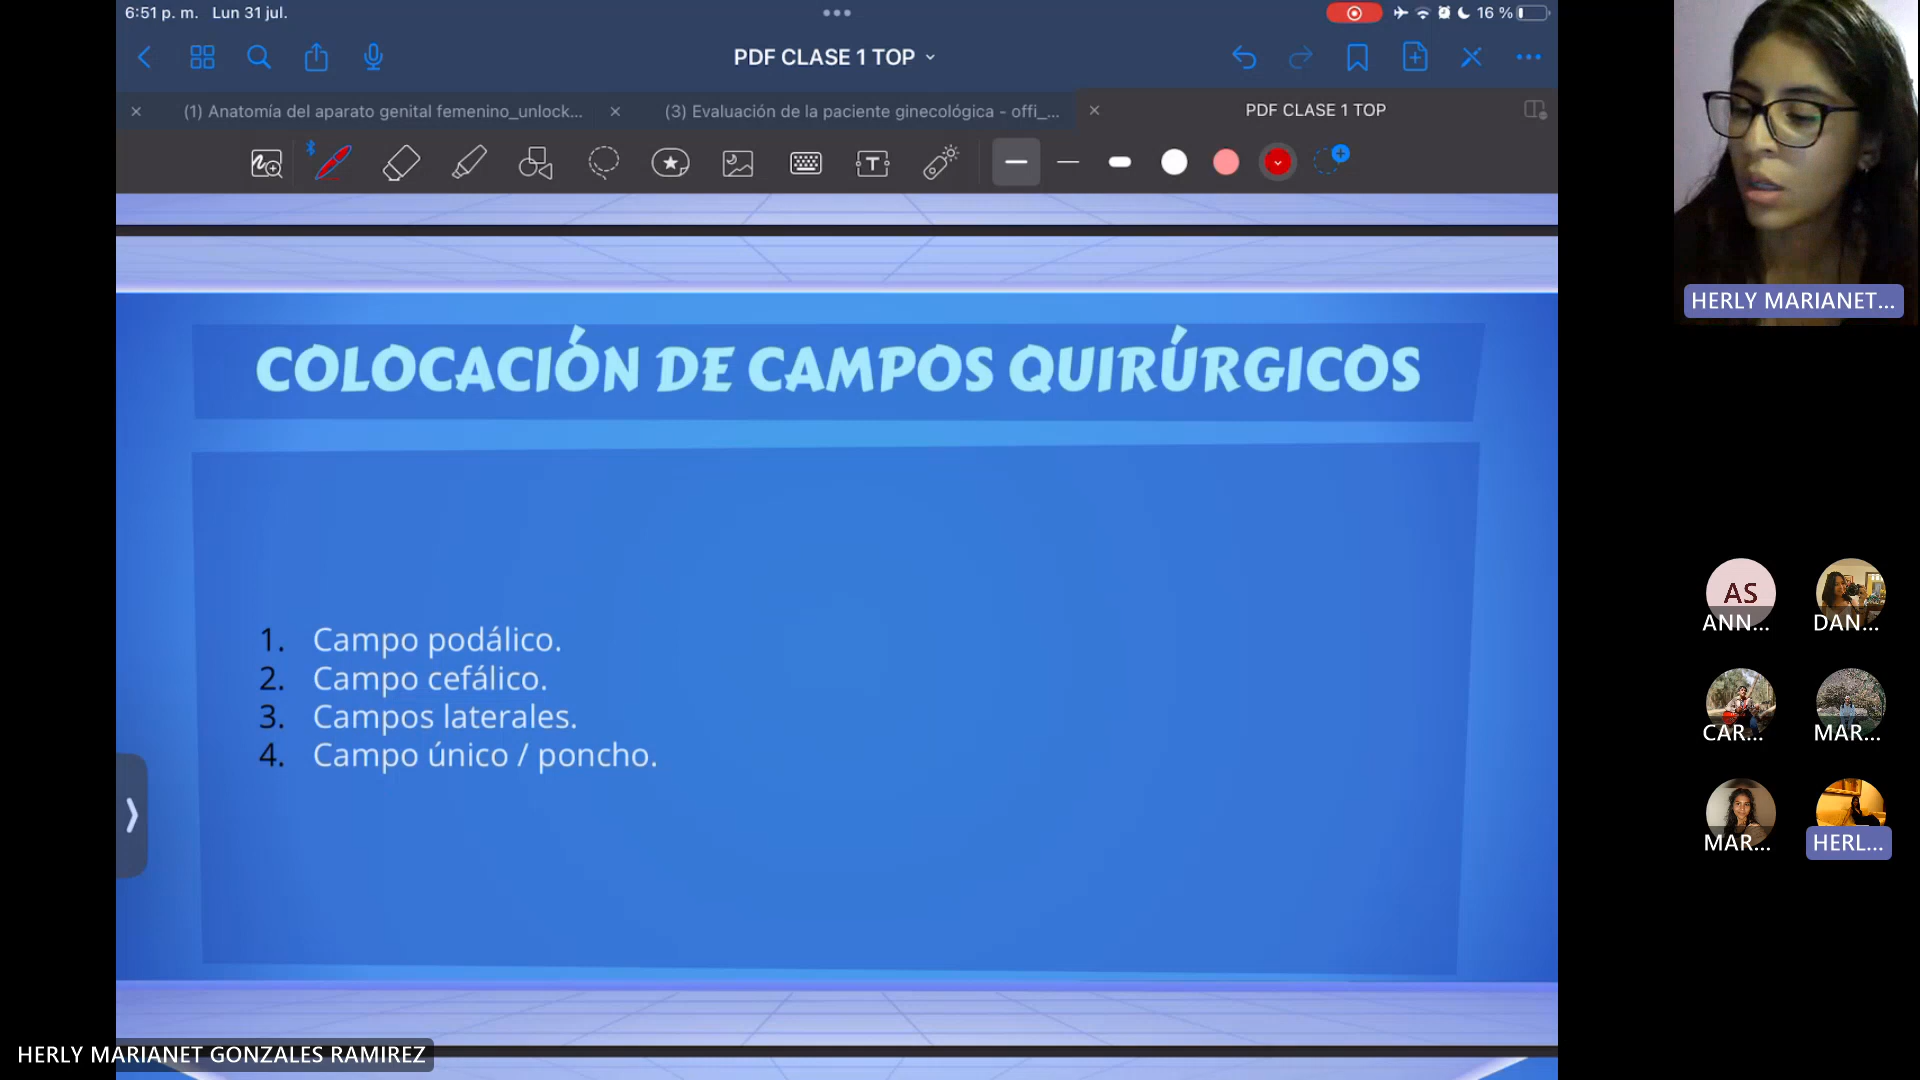 6:51 p. m. Lun 31 jul.
16 %
PDF CLASE 1 TOP
(1) Anatomía del aparato genital femenino_unlock...
(3) Evaluación de la paciente ginecológica - offi_...
PDF CLASE 1 TOP
T
HERLY MARIANET...
COLOCACIÓN DE CAMPOS QUIRÚRGICOS
1. Campo podálico.
2. Campo cefálico.
3. Campos laterales.
4. Campo único / poncho.
AS
ANN...
DAN...
CAR...
MAR...
MAR...
HERL...
HERLY MARIANET GONZALES RAMIREZ